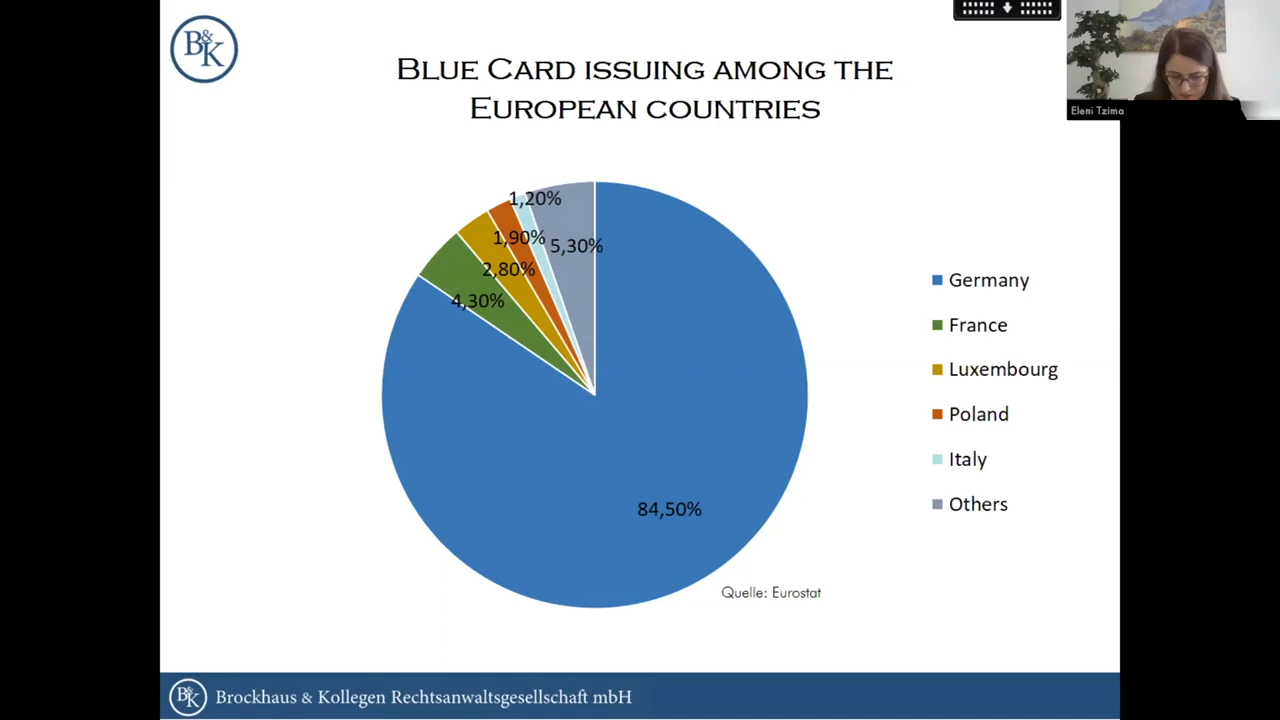 B&K
BLUE CARD ISSUING AMONG THE
EUROPEAN COUNTRIES
Eleni Tzima
1,20%
1,90%
5,30%
2,80%
4,30%
84,50%
Germany
France
Luxembourg
Poland
Italy
Others
Quelle: Eurostat
B&K
Brockhaus & Kollegen Rechtsanwaltsgesellschaft mbH